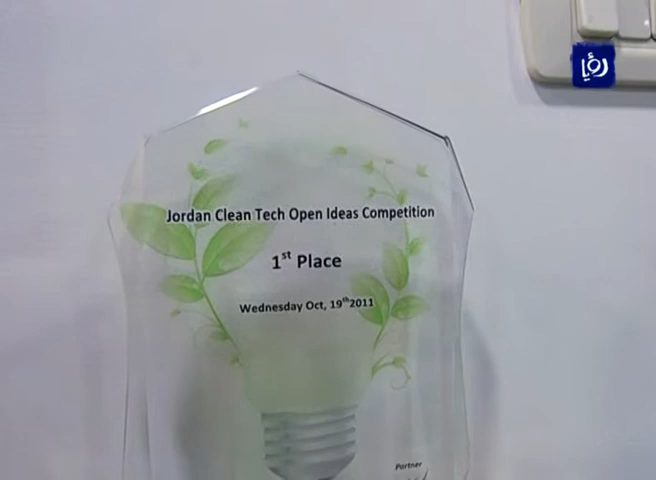 رؤيا
Jordan Clean Tech Open Ideas Competition
1st Place
Wednesday Oct, 19th2011
Partner